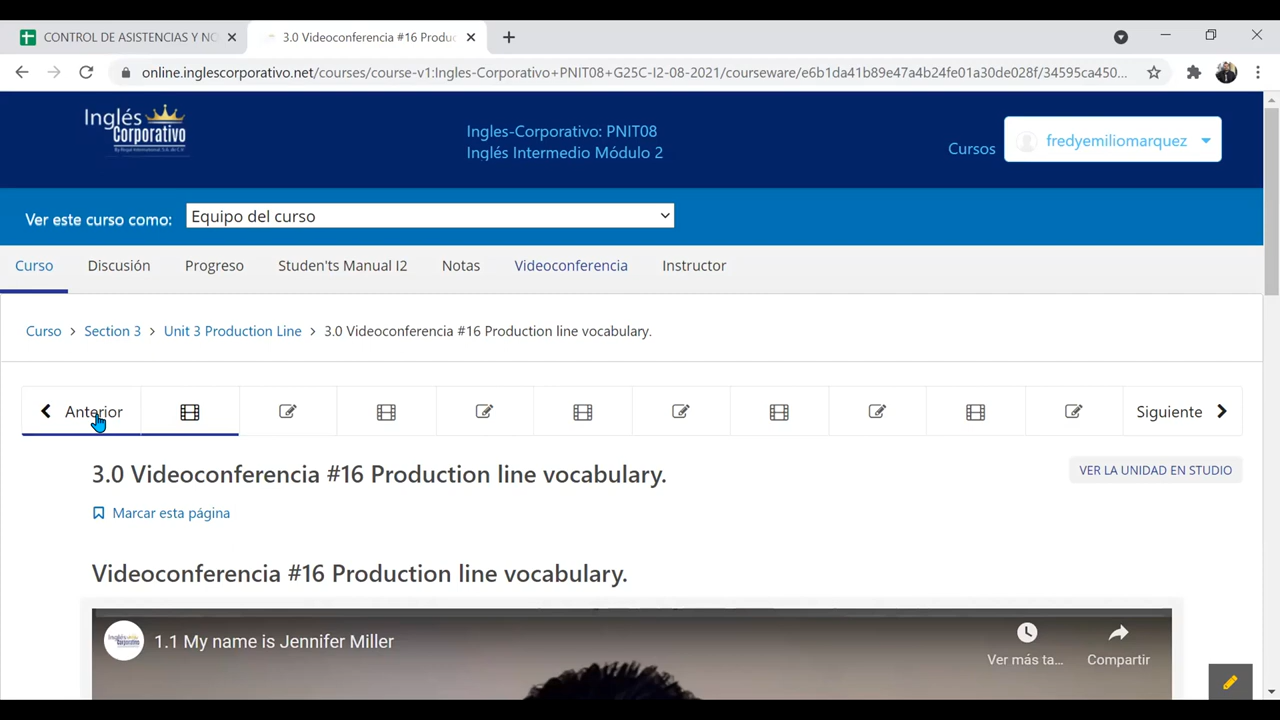 CONTROL DE ASISTENCIAS Y NO
3.0 Videoconferencia #16 Produc
online.inglescorporativo.net/courses/course-v1:Ingles-Corporativo+PNIT08+G25C-I2-08-2021/courseware/e6b1da41b89e47a4b24fe01a30de028f/34595ca450...
Inglés
Corporativo
Ingles-Corporativo: PNIT08
Inglés Intermedio Módulo 2
Cursos
fredyemiliomarquez
Ver este curso como:
Equipo del curso
Curso
Discusión
Progreso
Studen'ts Manual I2
Notas
Videoconferencia
Instructor
Curso > Section 3 > Unit 3 Production Line > 3.0 Videoconferencia #16 Production line vocabulary.
Anterior
Siguiente
3.0 Videoconferencia #16 Production line vocabulary.
VER LA UNIDAD EN STUDIO
Marcar esta página
Videoconferencia #16 Production line vocabulary.
1.1 My name is Jennifer Miller
Ver más ta...
Compartir